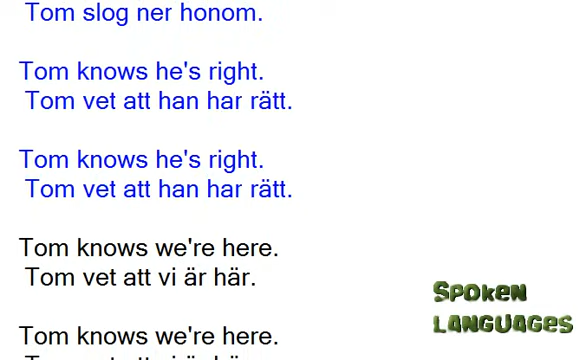 Tom slog ner honom.
Tom knows he's right.
Tom vet att han har rätt.
Tom knows he's right.
Tom vet att han har rätt.
Tom knows we're here.
Tom vet att vi är här.
Tom knows we're here.
Spoken
Languages